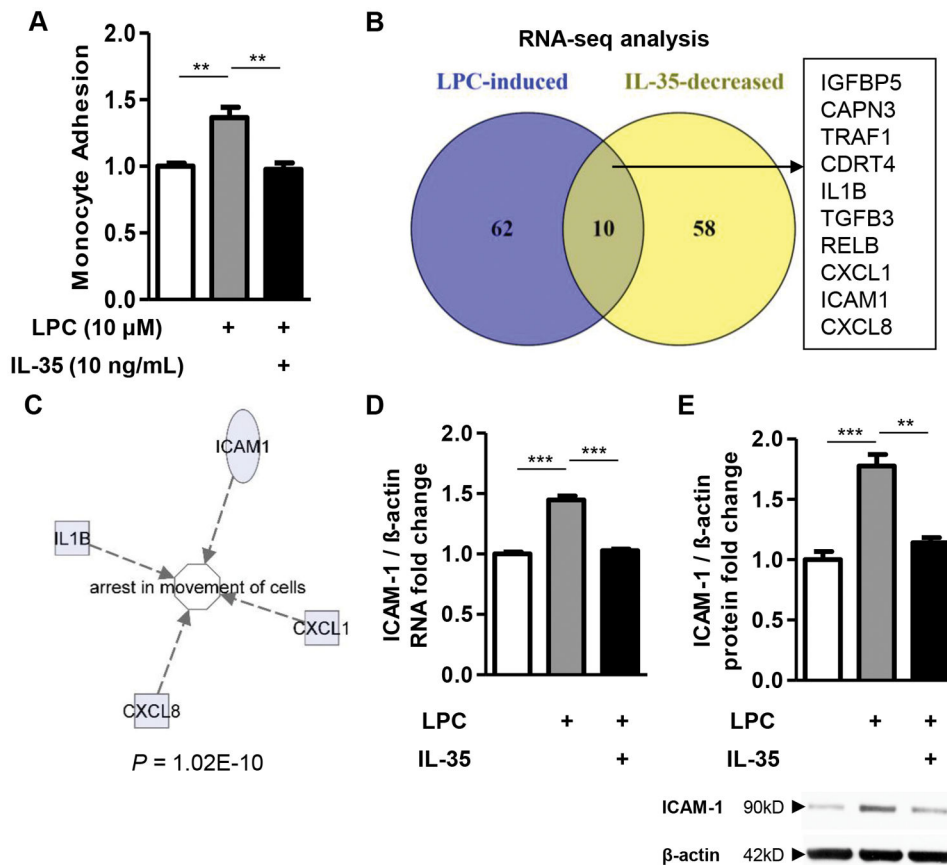 A
2.0
1.5
1.0
0.5
0.0
Monocyte Adhesion
**
**
LPC (10 µM)
+
+
IL-35 (10 ng/mL)
+
B
RNA-seq analysis
LPC-induced
IL-35-decreased
62
10
58
IGFBP5
CAPN3
TRAF1
CDRT4
IL1B
TGFB3
RELB
CXCL1
ICAM1
CXCL8
C
ICAM1
IL1B
arrest in movement of cells
CXCL1
CXCL8
P = 1.02E-10
D
ICAM-1 / ß-actin
RNA fold change
2.0
1.5
1.0
0.5
0.0
***
***
LPC
+
+
IL-35
+
E
ICAM-1 / ß-actin
protein fold change
2.0
1.5
1.0
0.5
0.0
***
**
LPC
+
+
IL-35
+
ICAM-1 90kD
β-actin 42kD